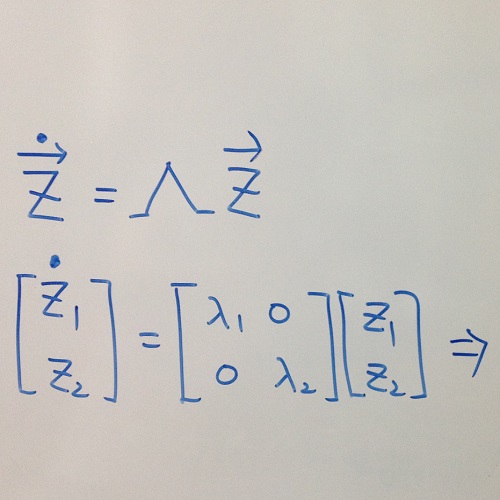 $\dot{\vec{Z}} = \Lambda \vec{Z}$
$\dot{\begin{bmatrix} Z_1 \\ Z_2 \end{bmatrix}} = \begin{bmatrix} \lambda_1 & 0 \\ 0 & \lambda_2 \end{bmatrix} \begin{bmatrix} Z_1 \\ Z_2 \end{bmatrix} \Rightarrow$